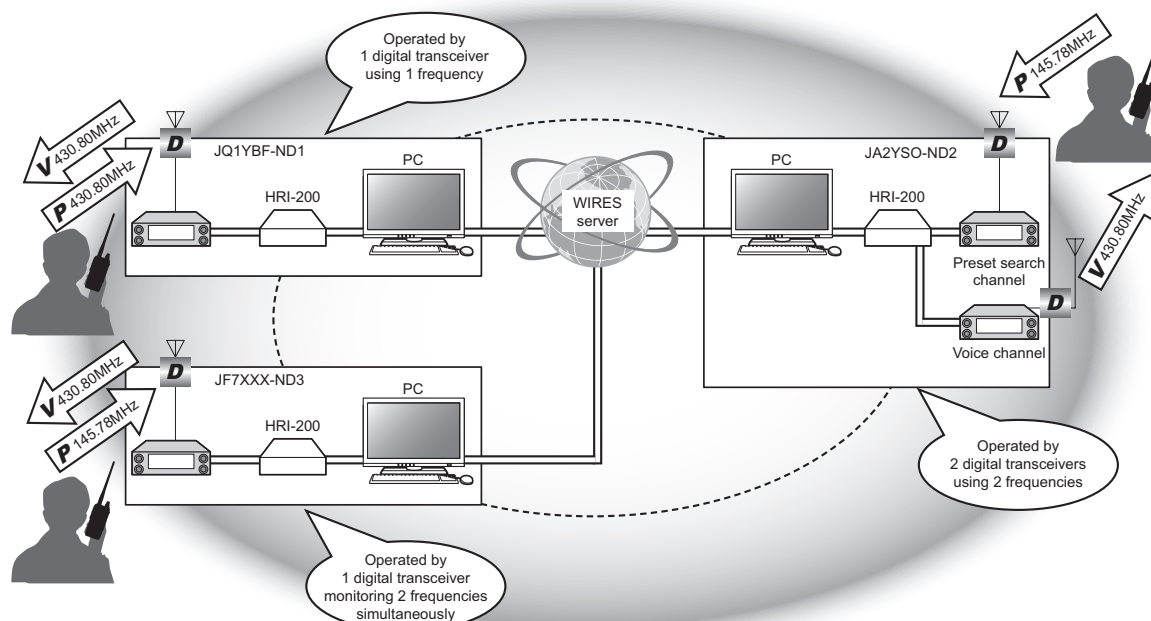 Operated by
1 digital transceiver
using 1 frequency
P 145.78MHz
V 430.80MHz
P 430.80MHz
D
JQ1YBF-ND1
PC
HRI-200
WIRES
server
D
JA2YSO-ND2
PC
HRI-200
V 430.80MHz
Preset search
channel
D
Voice channel
V 430.80MHz
P 145.78MHz
D
JF7XXX-ND3
PC
HRI-200
Operated by
2 digital transceivers
using 2 frequencies
Operated by
1 digital transceiver
monitoring 2 frequencies
simultaneously